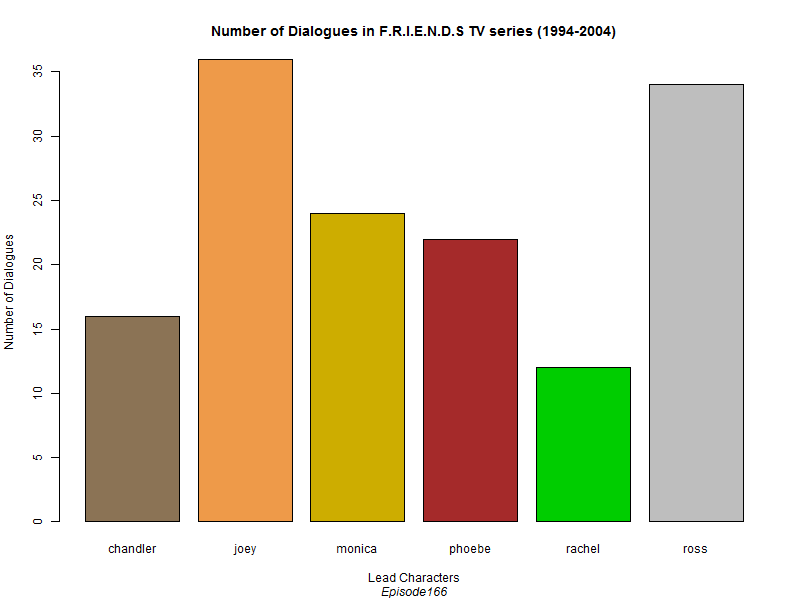 Number of Dialogues in F.R.I.E.N.D.S TV series (1994-2004)
Number of Dialogues
35
30
25
20
15
10
5
0
chandler joey monica phoebe rachel ross
Lead Characters
Episode166